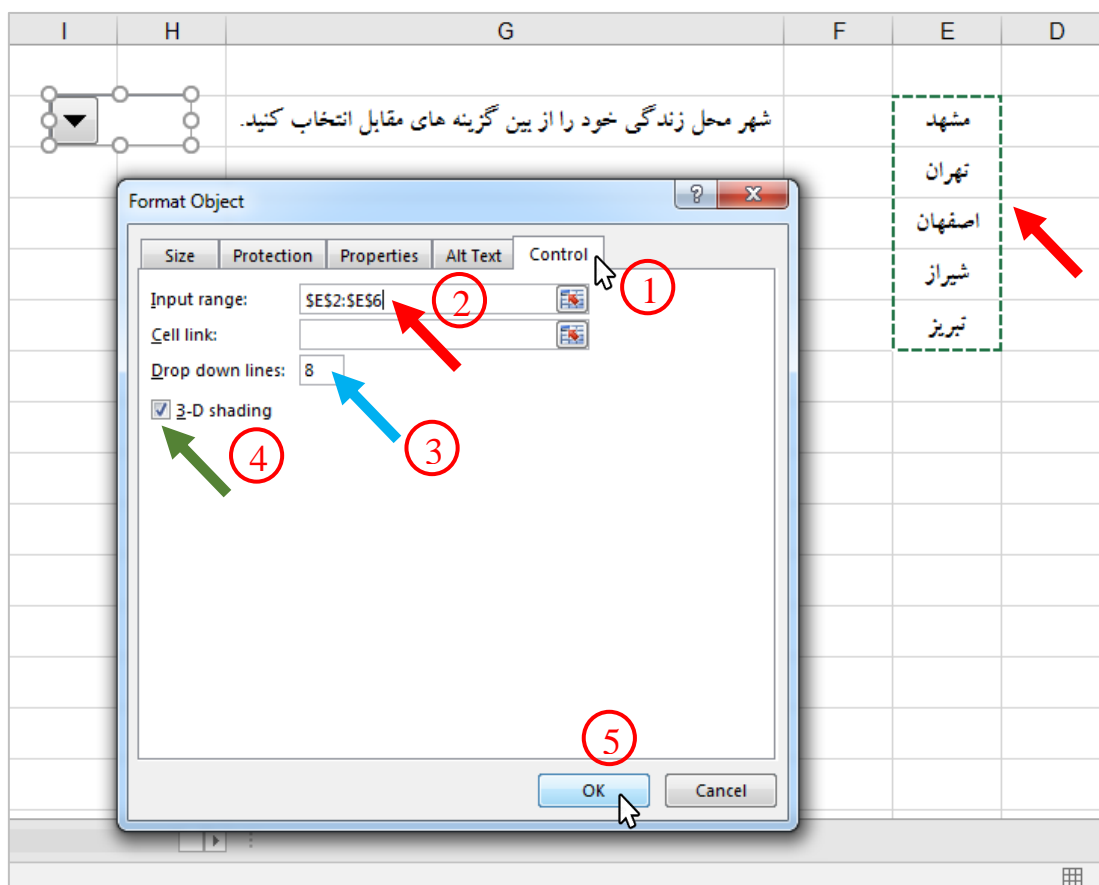 I H G F E D
شهر محل زندگی خود را از بین گزینه های مقابل انتخاب کنید.
مشهد
تهران
اصفهان
شیراز
تبریز
Format Object
?
Size Protection Properties Alt Text Control
1
Input range: $E$2:$E$6
2
Cell link:
Drop down lines: 8
3
3-D shading
4
5
OK Cancel